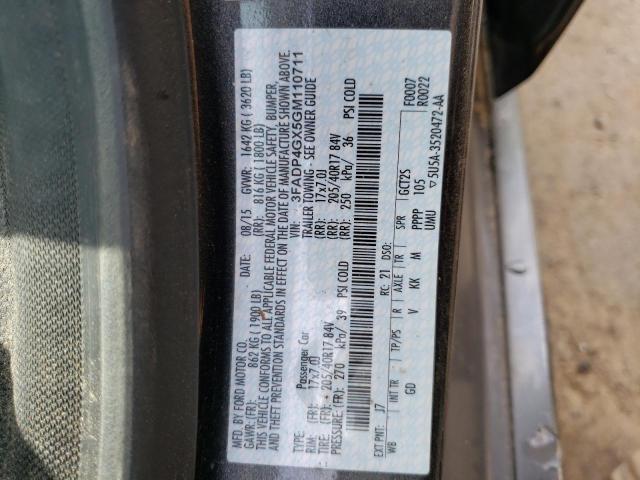 MFD. BY FORD MOTOR CO. 08/15 GVWR: 1642 KG ( 3620 LB)
GAWR: (FR): 862 KG ( 1900 LB) (RR): 816 KG ( 1800 LB)
THIS VEHICLE CONFORMS TO ALL APPLICABLE FEDERAL MOTOR VEHICLE SAFETY, BUMPER,
AND THEFT PREVENTION STANDARDS IN EFFECT ON THE DATE OF MANUFACTURE SHOWN ABOVE.
VIN: 3FADP4GX5GM110711
TYPE: Passenger Car TRAILER TOWING - SEE OWNER GUIDE
RIM: (FR): 17x7.0J (RR): 17x7.0J
TIRE: (FR): 205/40R17 84V (RR): 205/40R17 84V
PRESSURE (FR): 270 kPa/ 39 PSI COLD (RR): 250 kPa/ 36 PSI COLD
EXT PNT: J7 RC: 21 DSO: F0007
R0022
WB INT TR TP/PS R AXLE TR SPR GCT2S
GD V KK M PPPP 105
UMU ▽5U5A-3520472-AA